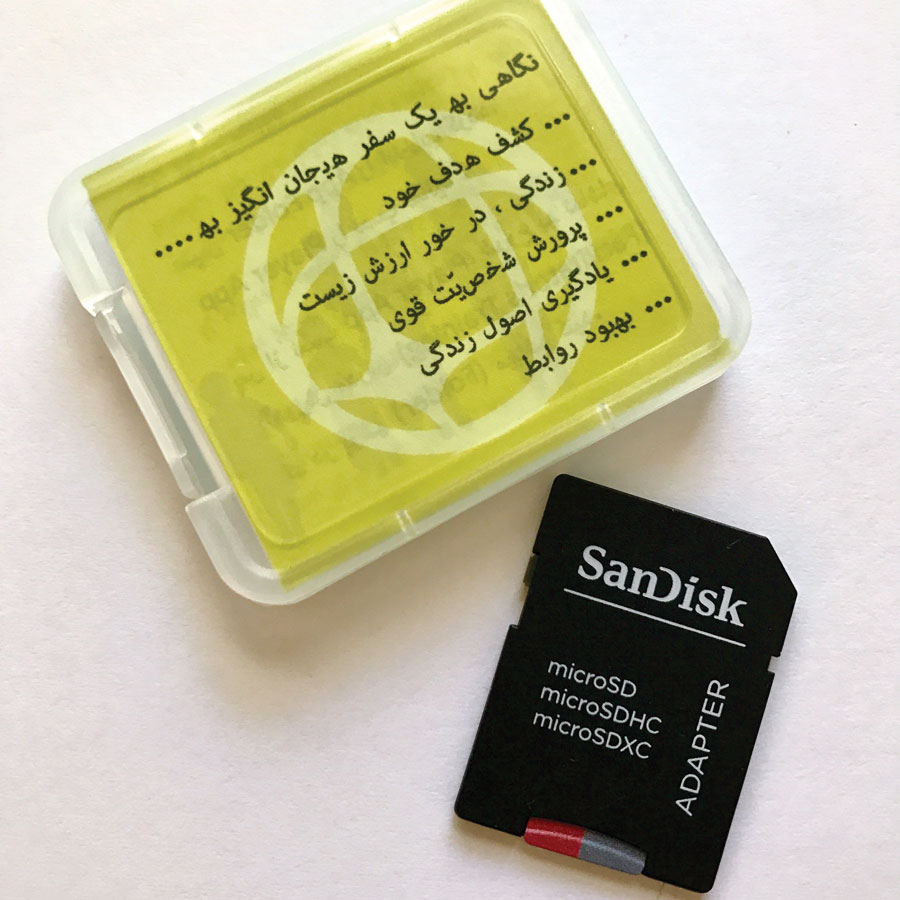 نگاهی به یک سفر هیجان انگیز به ....
... کشف هدف خود
... زندگی ، در خور ارزش زیست
... پرورش شخصیّت قوی
... یادگیری اصول زندگی
... بهبود روابط
SanDisk
microSD
microSDHC
microSDXC
ADAPTER